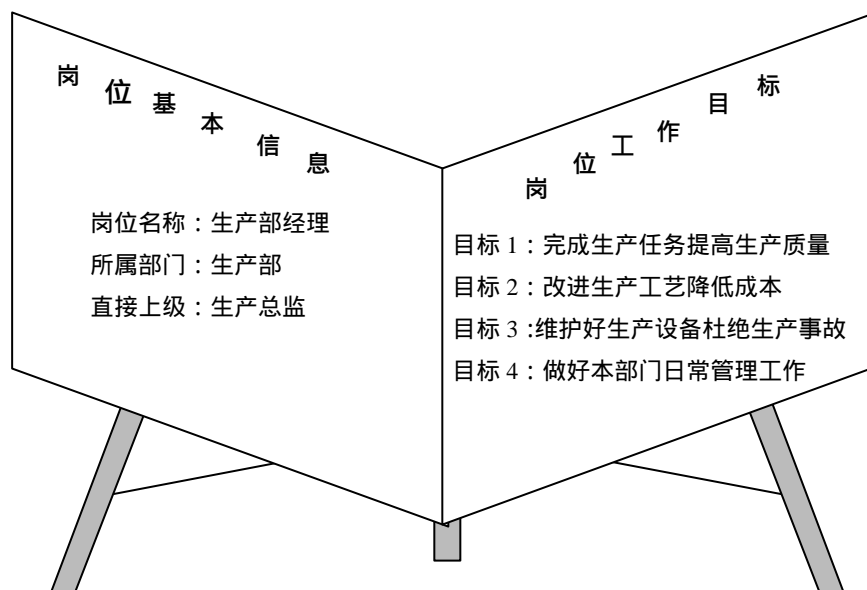 岗位基本信息
岗位名称：生产部经理
所属部门：生产部
直接上级：生产总监
岗位工作目标
目标 1：完成生产任务提高生产质量
目标 2：改进生产工艺降低成本
目标 3：维护好生产设备杜绝生产事故
目标 4：做好本部门日常管理工作